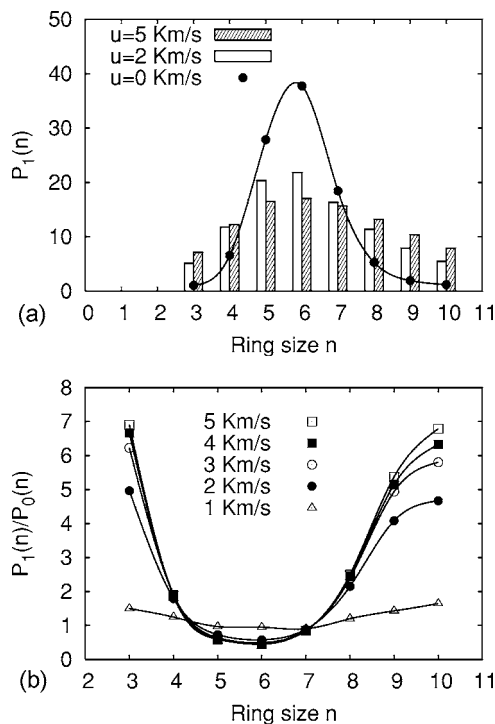 50
40
30
20
10
0
P₁(n)
u=5 Km/s
u=2 Km/s
u=0 Km/s
0 1 2 3 4 5 6 7 8 9 10 11
(a)
Ring size n
8
7
6
5
4
3
2
1
0
P₁(n)/P₀(n)
5 Km/s
4 Km/s
3 Km/s
2 Km/s
1 Km/s
2 3 4 5 6 7 8 9 10 11
(b)
Ring size n